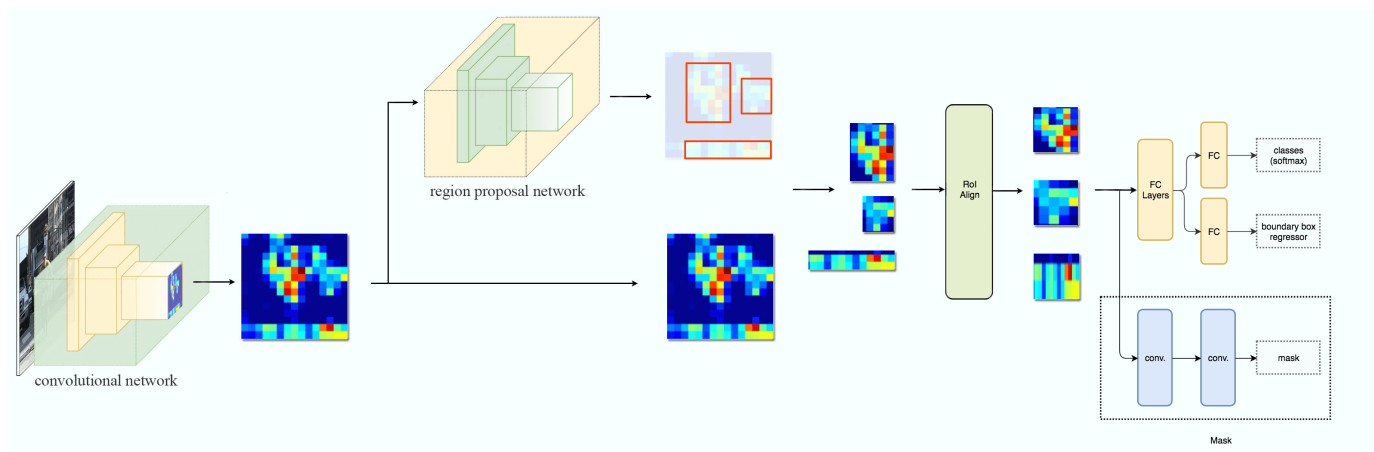 convolutional network
region proposal network
RoI
Align
FC
Layers
FC
classes
(softmax)
FC
boundary box
regressor
conv.
conv.
mask
Mask